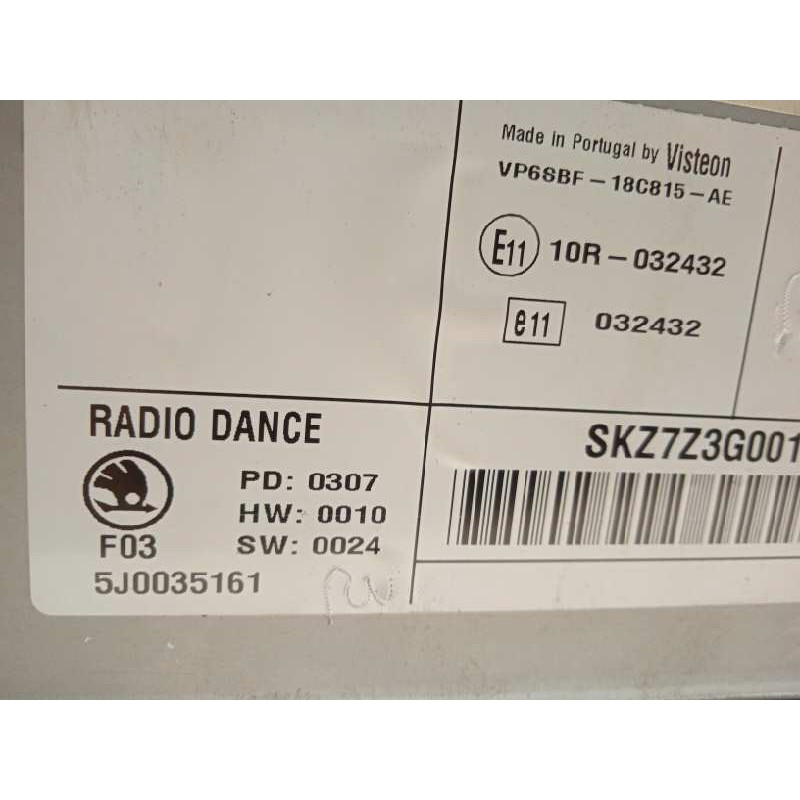 Made in Portugal by Visteon
VP6SBF-18C815-AE
E11 10R-032432
e11 032432
RADIO DANCE
PD: 0307
HW: 0010
F03 SW: 0024
5J0035161
SKZ7Z3G001